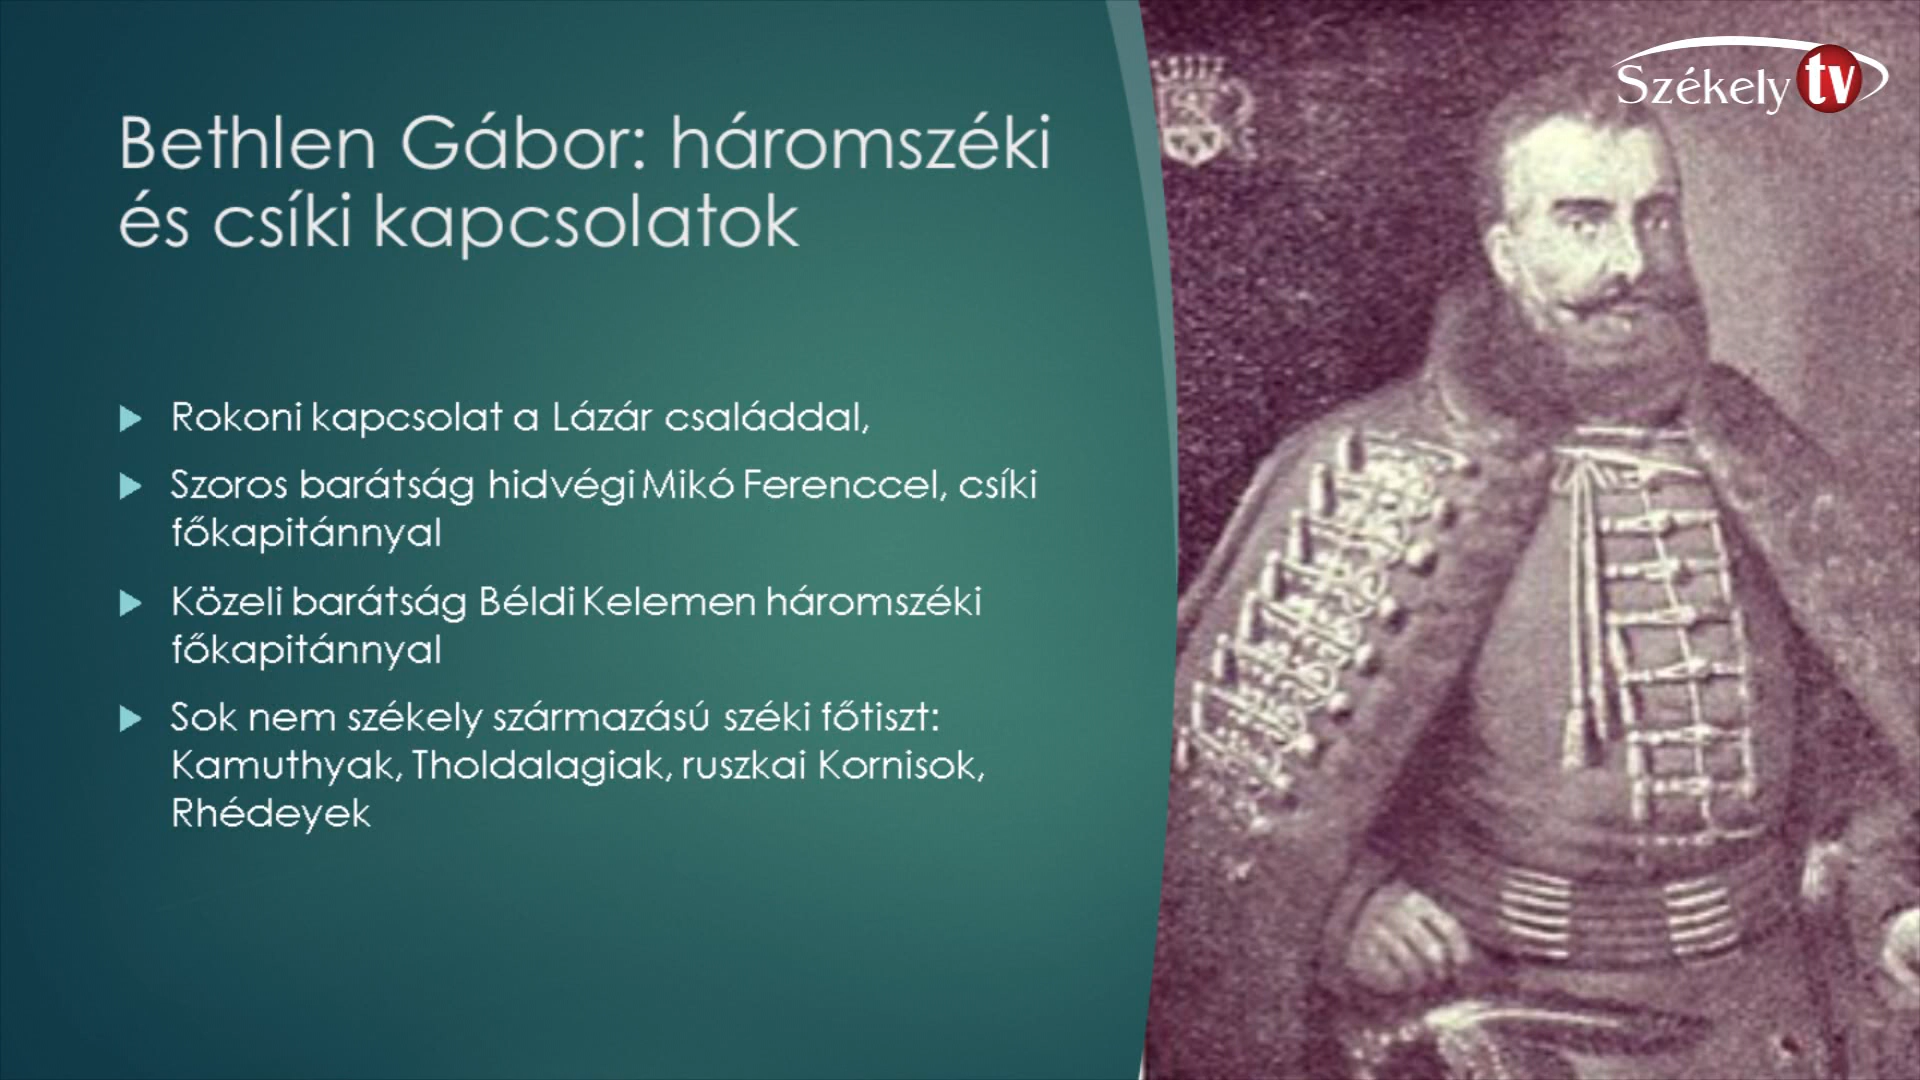 Székely tv
Bethlen Gábor: háromszéki
és csíki kapcsolatok
Rokoni kapcsolat a Lázár családdal,
Szoros barátság hidvégi Mikó Ferenccel, csíki
főkapitánnyal
Közeli barátság Béldi Kelemen háromszéki
főkapitánnyal
Sok nem székely származású széki főtiszt:
Kamuthyak, Tholdalagiak, ruszkai Kornisok,
Rhédeyek